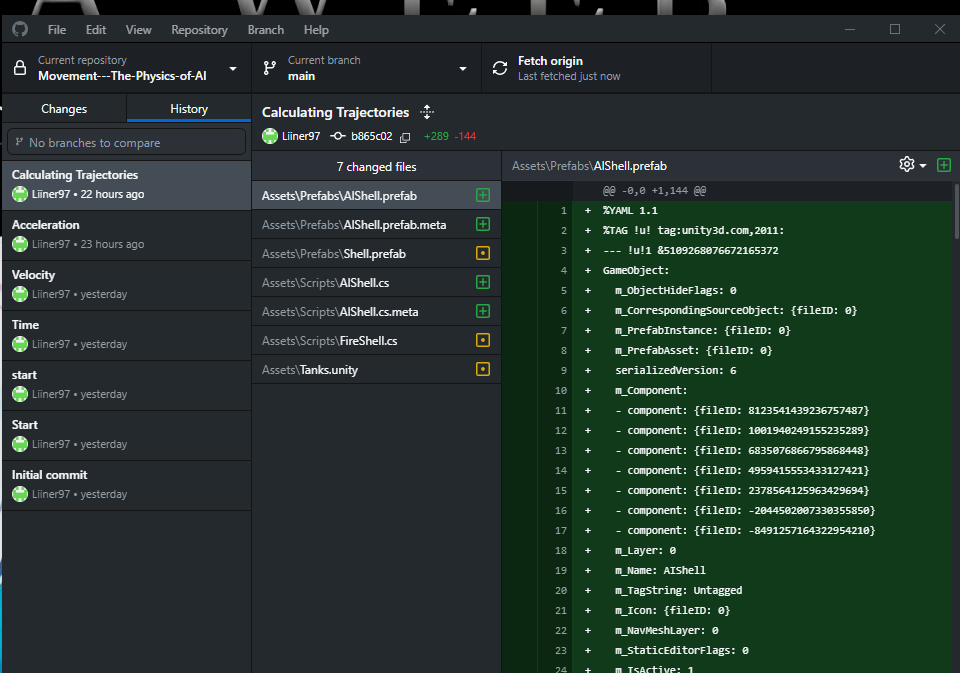 File Edit View Repository Branch Help
Current repository
Movement---The-Physics-of-AI
Current branch
main
Fetch origin
Last fetched just now
Changes History
No branches to compare
Calculating Trajectories
Liiner97 • 22 hours ago
Acceleration
Liiner97 • 23 hours ago
Velocity
Liiner97 • yesterday
Time
Liiner97 • yesterday
start
Liiner97 • yesterday
Start
Liiner97 • yesterday
Initial commit
Liiner97 • yesterday
Calculating Trajectories
Liiner97 b865c02 +289 -144
7 changed files
Assets\Prefabs\AIShell.prefab
Assets\Prefabs\AIShell.prefab.meta
Assets\Prefabs\Shell.prefab
Assets\Scripts\AIShell.cs
Assets\Scripts\AIShell.cs.meta
Assets\Scripts\FireShell.cs
Assets\Tanks.unity
Assets\Prefabs\AIShell.prefab
@@ -0,0 +1,144 @@
1 + %YAML 1.1
2 + %TAG !u! tag:unity3d.com,2011:
3 + --- !u!1 &5109268076672165372
4 + GameObject:
5 + m_ObjectHideFlags: 0
6 + m_CorrespondingSourceObject: {fileID: 0}
7 + m_PrefabInstance: {fileID: 0}
8 + m_PrefabAsset: {fileID: 0}
9 + serializedVersion: 6
10 + m_Component:
11 + - component: {fileID: 8123541439236757487}
12 + - component: {fileID: 1001940249155235289}
13 + - component: {fileID: 6835076866795868448}
14 + - component: {fileID: 4959415553433127421}
15 + - component: {fileID: 2378564125963429694}
16 + - component: {fileID: -2044502007330355850}
17 + - component: {fileID: -8491257164322954210}
18 + m_Layer: 0
19 + m_Name: AIShell
20 + m_TagString: Untagged
21 + m_Icon: {fileID: 0}
22 + m_NavMeshLayer: 0
23 + m_StaticEditorFlags: 0
24 + m_IsActive: 1